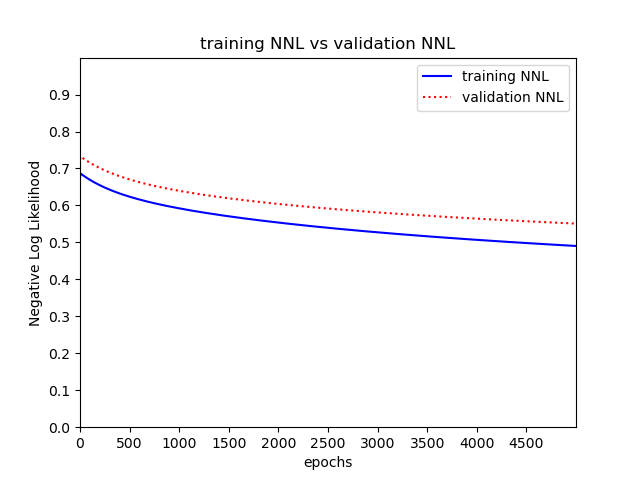 training NNL vs validation NNL
training NNL
validation NNL
0.9
0.8
0.7
0.6
0.5
0.4
0.3
0.2
0.1
0.0
Negative Log Likelihood
0 500 1000 1500 2000 2500 3000 3500 4000 4500
epochs